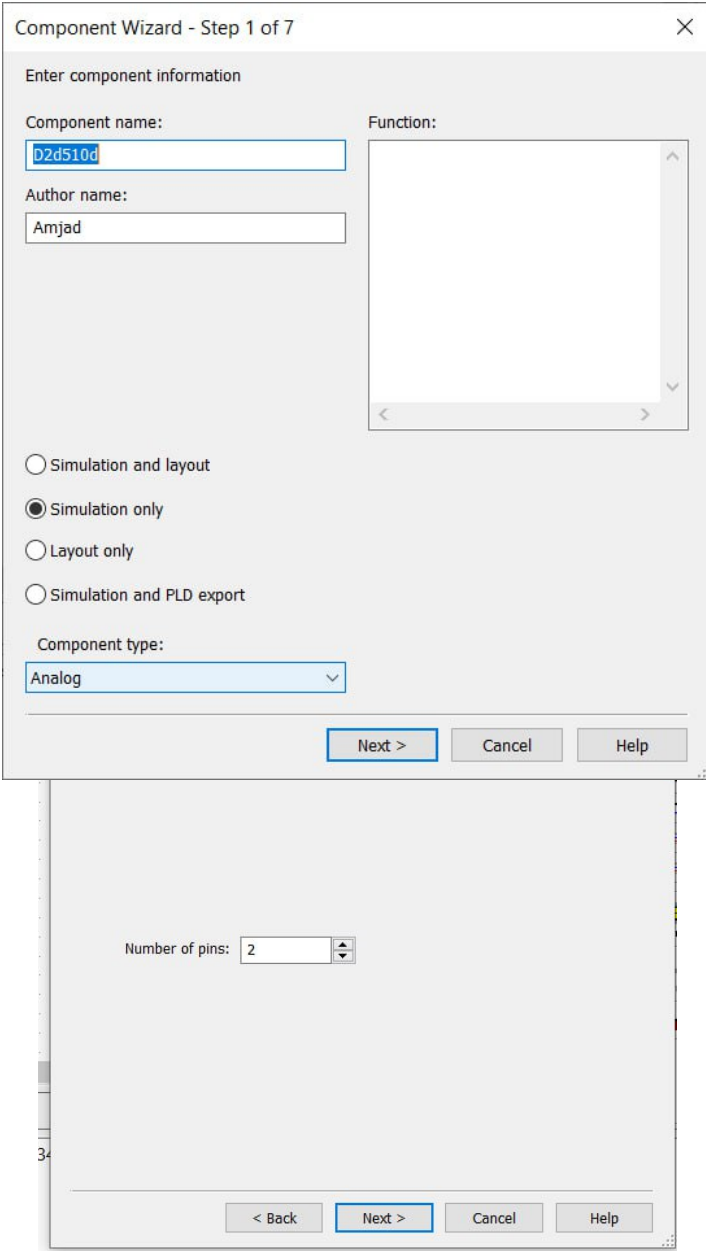 Component Wizard - Step 1 of 7
Enter component information
Component name:
Function:
D2d510d
Author name:
Amjad
Simulation and layout
Simulation only
Layout only
Simulation and PLD export
Component type:
Analog
Next >
Cancel
Help
Number of pins:
2
34
< Back
Next >
Cancel
Help